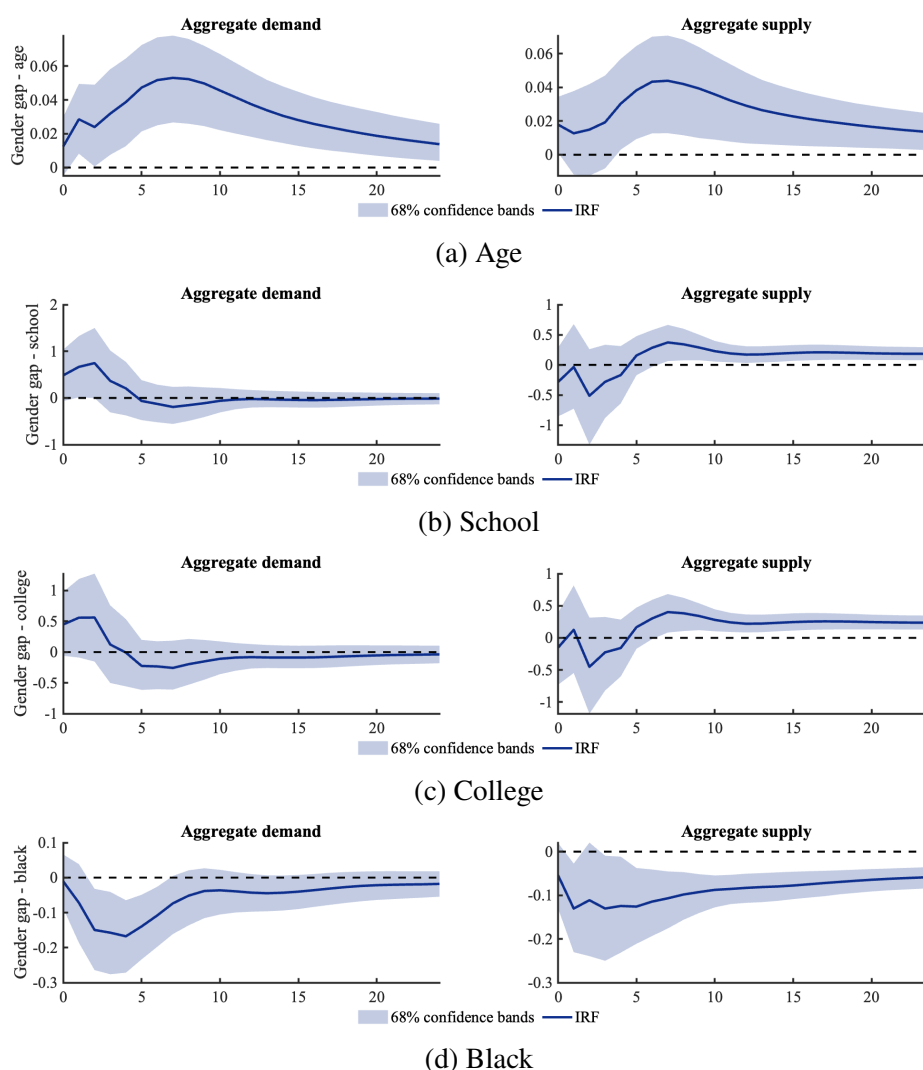 Aggregate demand Aggregate supply
Gender gap - age
0.06 0.06
0.04 0.04
0.02 0.02
0 0
0 5 10 15 20 0 5 10 15 20
68% confidence bands IRF
(a) Age
Aggregate demand Aggregate supply
Gender gap - school
2 1
1 0.5
0 0
-0.5
-1 -1
0 5 10 15 20 0 5 10 15 20
68% confidence bands IRF
(b) School
Aggregate demand Aggregate supply
Gender gap - college
1 1
0.5 0.5
0 0
-0.5 -0.5
-1 -1
0 5 10 15 20 0 5 10 15 20
68% confidence bands IRF
(c) College
Aggregate demand Aggregate supply
Gender gap - black
0.1 0
0 -0.1
-0.1 -0.2
-0.2 -0.3
-0.3
0 5 10 15 20 0 5 10 15 20
68% confidence bands IRF
(d) Black